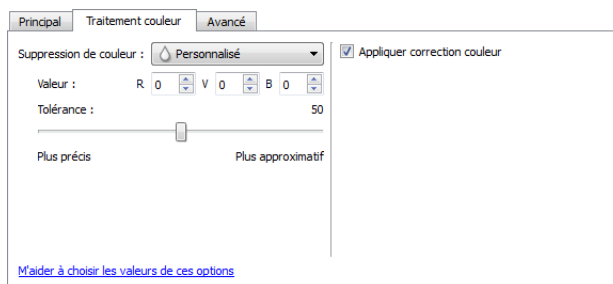 Principal Traitement couleur Avancé
Suppression de couleur : Personnalisé Appliquer correction couleur
Valeur : R 0 V 0 B 0
Tolérance : 50
Plus précis Plus approximatif
M'aider à choisir les valeurs de ces options